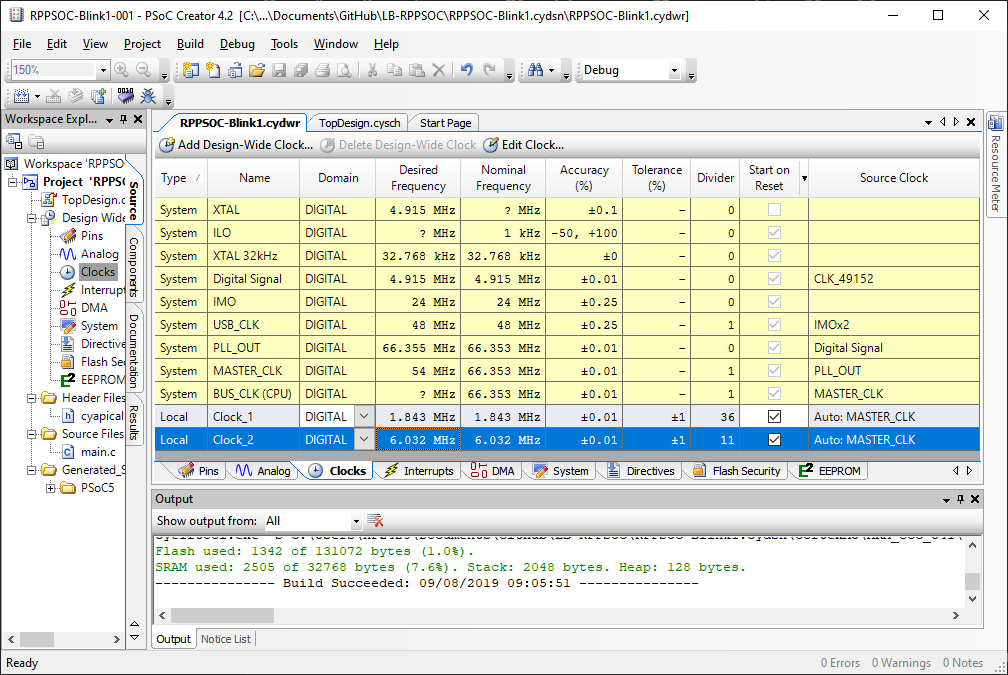 RPPSOC-Blink1-001 - PSoC Creator 4.2 [C:\...\Documents\GitHub\LB-RPPSOC\RPPSOC-Blink1.cydsn\RPPSOC-Blink1.cydwr]
File Edit View Project Build Debug Tools Window Help
150% Debug
Workspace Expl...
Workspace 'RPPSO
Project 'RPPS
TopDesign.c
Design Wide
Pins
Analog
Clocks
Interrupt
DMA
System
Directive
Flash Sec
EEPROM
Header Files
cyapical
Source Files
main.c
Generated_S
PSoC5
Source
Components
Documentation
Results
RPPSOC-Blink1.cydwr TopDesign.cysch Start Page
Add Design-Wide Clock... Delete Design-Wide Clock Edit Clock...
Type Name Domain Desired Frequency Nominal Frequency Accuracy (%) Tolerance (%) Divider Start on Reset Source Clock
System XTAL DIGITAL 4.915 MHz ? MHz ±0.1 - 0
System ILO DIGITAL ? MHz 1 kHz -50, +100 - 0
System XTAL 32kHz DIGITAL 32.768 kHz 32.768 kHz ±0 - 0
System Digital Signal DIGITAL 4.915 MHz 4.915 MHz ±0.01 - 0 CLK_49152
System IMO DIGITAL 24 MHz 24 MHz ±0.25 - 0
System USB_CLK DIGITAL 48 MHz 48 MHz ±0.25 - 1 IMOx2
System PLL_OUT DIGITAL 66.355 MHz 66.353 MHz ±0.01 - 0 Digital Signal
System MASTER_CLK DIGITAL 54 MHz 66.353 MHz ±0.01 - 1 PLL_OUT
System BUS_CLK (CPU) DIGITAL ? MHz 66.353 MHz ±0.01 - 1 MASTER_CLK
Local Clock_1 DIGITAL 1.843 MHz 1.843 MHz ±0.01 ±1 36 Auto: MASTER_CLK
Local Clock_2 DIGITAL 6.032 MHz 6.032 MHz ±0.01 ±1 11 Auto: MASTER_CLK
Pins Analog Clocks Interrupts DMA System Directives Flash Security EEPROM
Resource Meter
Output
Show output from: All
Flash used: 1342 of 131072 bytes (1.0%).
SRAM used: 2505 of 32768 bytes (7.6%). Stack: 2048 bytes. Heap: 128 bytes.
--------------- Build Succeeded: 09/08/2019 09:05:51 ---------------
Output Notice List
Ready 0 Errors 0 Warnings 0 Notes